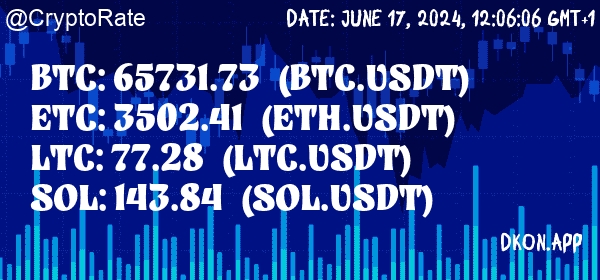 @CryptoRate
DATE: JUNE 17, 2024, 12:06:06 GMT+1
BTC: 65731.73 (BTC.USDT)
ETC: 3502.41 (ETH.USDT)
LTC: 77.28 (LTC.USDT)
SOL: 143.84 (SOL.USDT)
DKON.APP